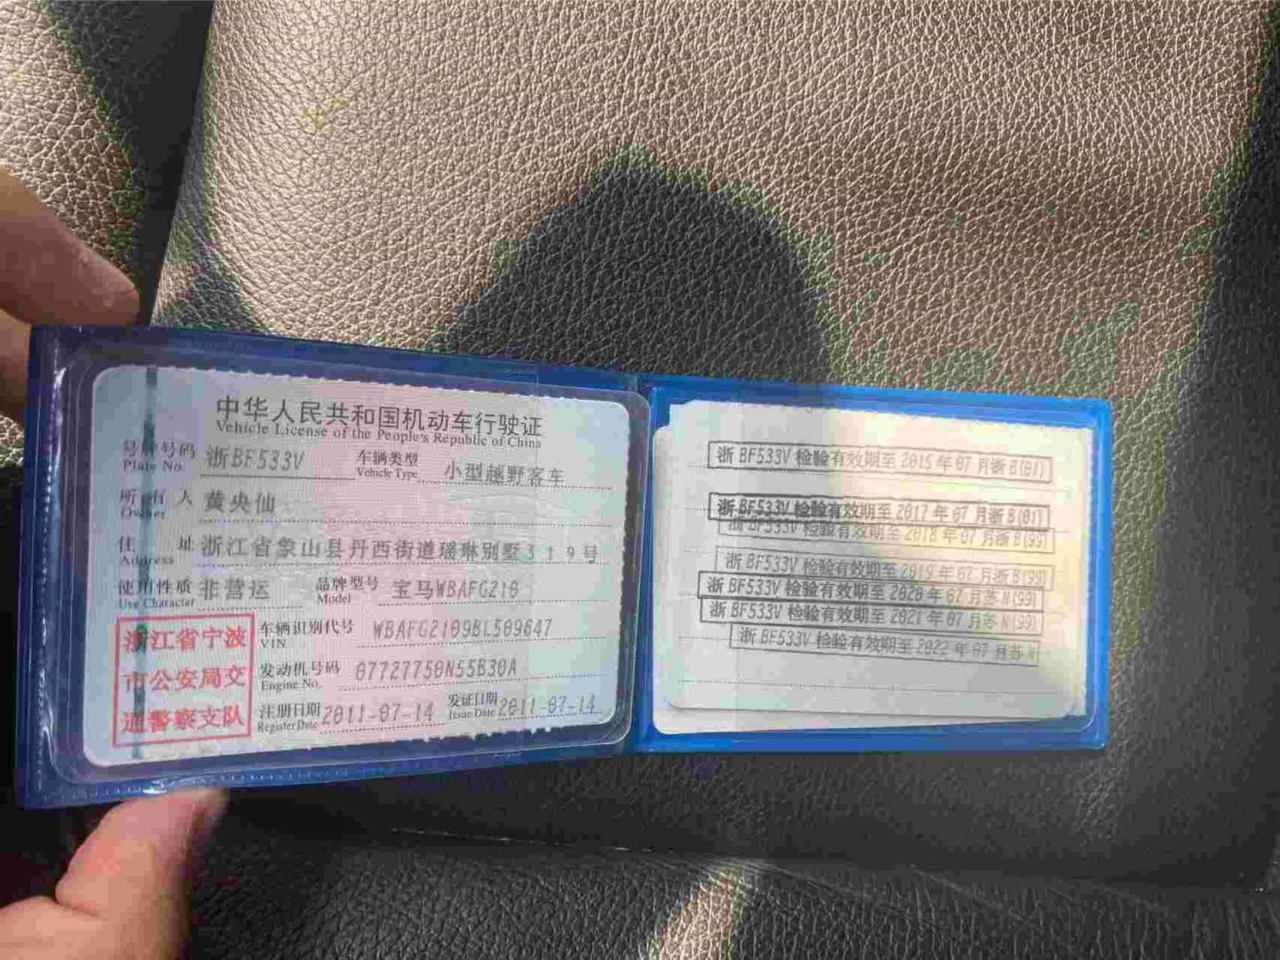 中华人民共和国机动车行驶证
Vehicle License of the People's Republic of China
号牌号码 浙BF533V 车辆类型 小型越野客车
Plate No. Vehicle Type
所有人 黄央仙
Owner
住址 浙江省象山县丹西街道瑶琳别墅319号
Address
使用性质 非营运 品牌型号 宝马WBAFG210
Use Character Model
浙江省宁波
市公安局交
通警察支队
车辆识别代号 WBAFG2109BL509647
VIN
发动机号码 07727750N55B30A
Engine No.
注册日期 2011-07-14 发证日期 2011-07-14
Register Date Issue Date
浙BF533V 检验有效期至 2015年07月浙B(01)
浙BF533V 检验有效期至 2017年07月浙B(01)
浙BF533V 检验有效期至 2018年07月浙B(99)
浙BF533V 检验有效期至 2019年07月浙B(99)
浙BF533V 检验有效期至 2020年07月苏N(99)
浙BF533V 检验有效期至 2021年07月苏N(99)
浙BF533V 检验有效期至 2022年07月苏N